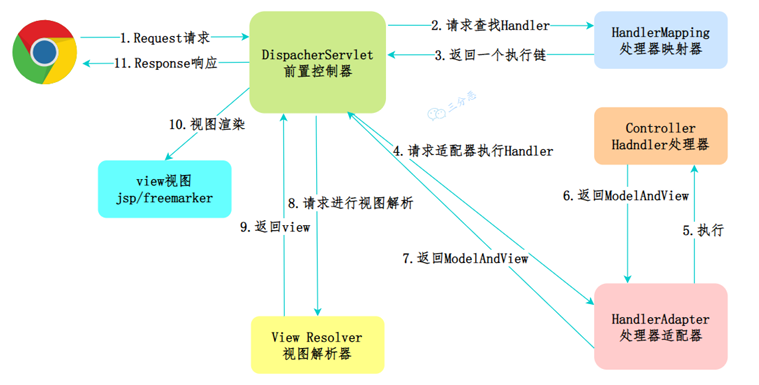 1.Request请求
11.Response响应
DispacherServlet
前置控制器
2.请求查找Handler
3.返回一个执行链
HandlerMapping
处理器映射器
三分恶
10.视图渲染
view视图
jsp/freemarker
4.请求适配器执行Handler
Controller
Hadndler处理器
8.请求进行视图解析
9.返回view
6.返回ModelAndView
5.执行
7.返回ModelAndView
View Resolver
视图解析器
HandlerAdapter
处理器适配器